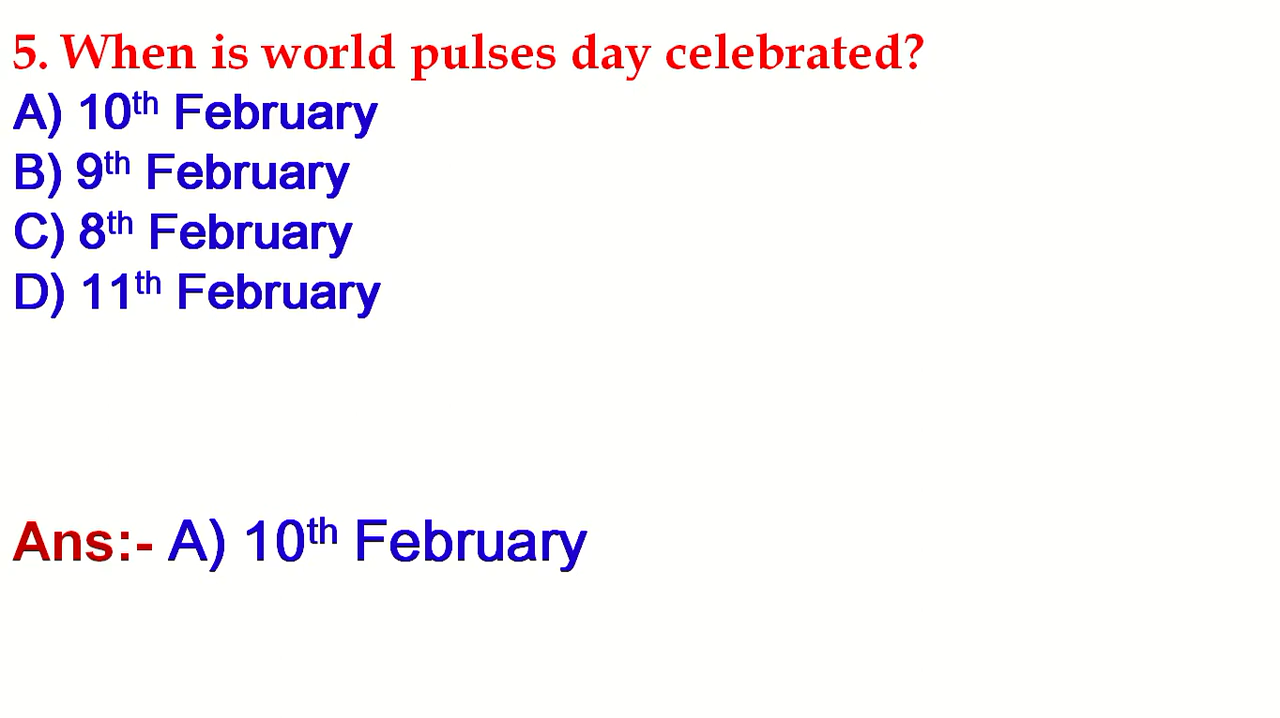 5. When is world pulses day celebrated?
A) 10th February
B) 9th February
C) 8th February
D) 11th February
Ans:- A) 10th February